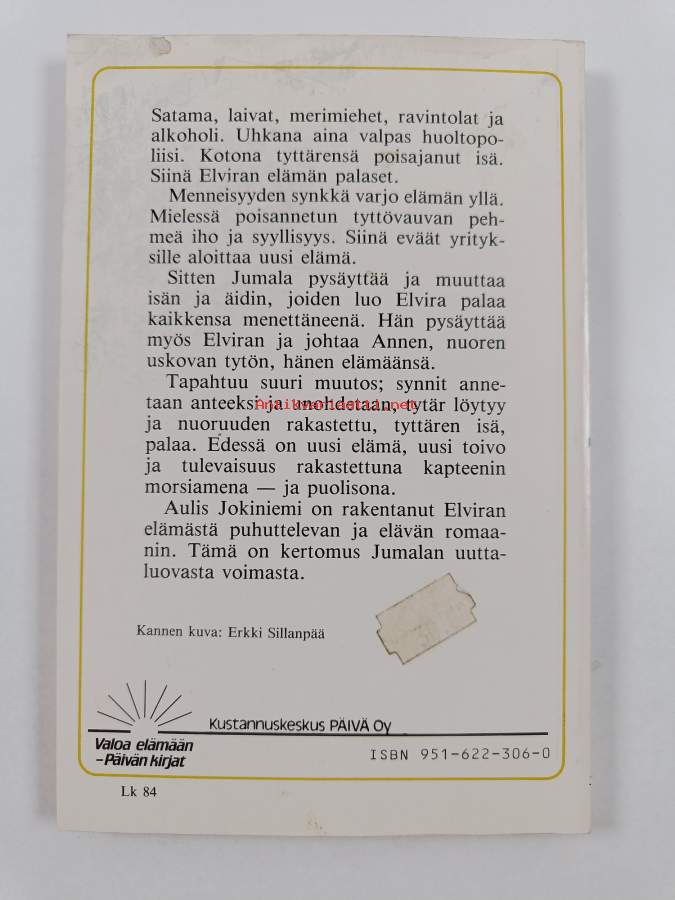 Satama, laivat, merimiehet, ravintolat ja
alkoholi. Uhkana aina valpas huoltopo-
liisi. Kotona tyttärensä poisajanut isä.
Siinä Elviran elämän palaset.
Menneisyyden synkkä varjo elämän yllä.
Mielessä poisannetun tyttövauvan peh-
meä iho ja syyllisyys. Siinä eväät yrityk-
sille aloittaa uusi elämä.
Sitten Jumala pysäyttää ja muuttaa
isän ja äidin, joiden luo Elvira palaa
kaikkensa menettäneenä. Hän pysäyttää
myös Elviran ja johtaa Annen, nuoren
uskovan tytön, hänen elämäänsä.
Tapahtuu suuri muutos; synnit anne-
taan anteeksi ja unohdetaan, tytär löytyy
Antikvariaatti.net
ja nuoruuden rakastettu, tyttären isä,
palaa. Edessä on uusi elämä, uusi toivo
ja tulevaisuus rakastettuna kapteenin
morsiamena — ja puolisona.
Aulis Jokiniemi on rakentanut Elviran
elämästä puhuttelevan ja elävän romaa-
nin. Tämä on kertomus Jumalan uutta-
luovasta voimasta.
Kannen kuva: Erkki Sillanpää
Kustannuskeskus PÄIVÄ Oy
Valoa elämään
–Päivän kirjat
ISBN 951-622-306-0
Lk 84